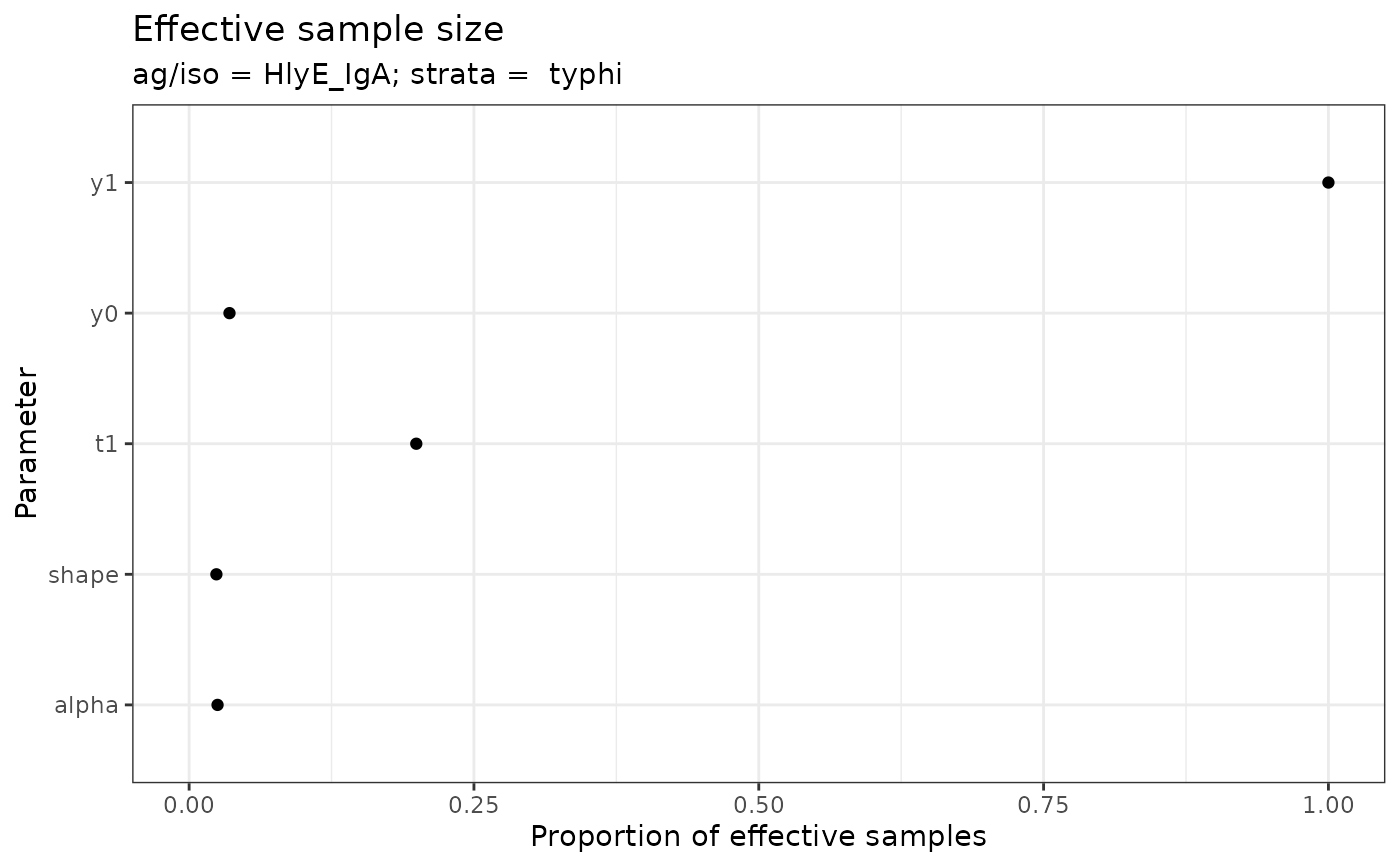 Effective sample size
ag/iso = HlyE_IgA; strata =  typhi
Parameter
y1
y0
t1
shape
alpha
0.00 0.25 0.50 0.75 1.00
Proportion of effective samples